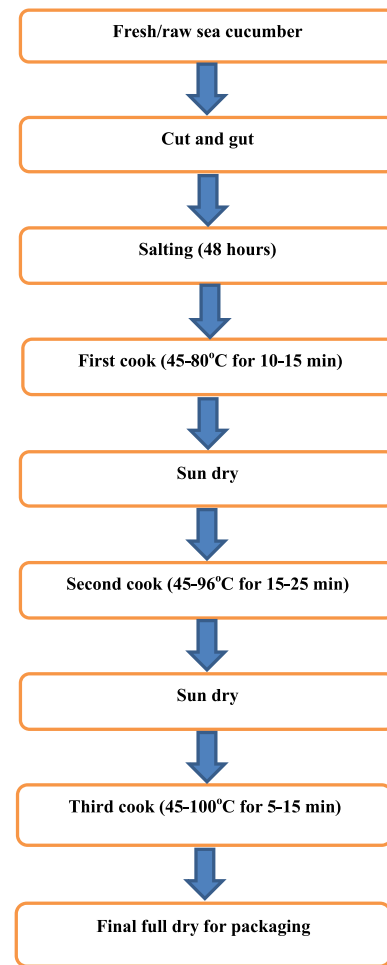 Fresh/raw sea cucumber
Cut and gut
Salting (48 hours)
First cook (45-80°C for 10-15 min)
Sun dry
Second cook (45-96°C for 15-25 min)
Sun dry
Third cook (45-100°C for 5-15 min)
Final full dry for packaging